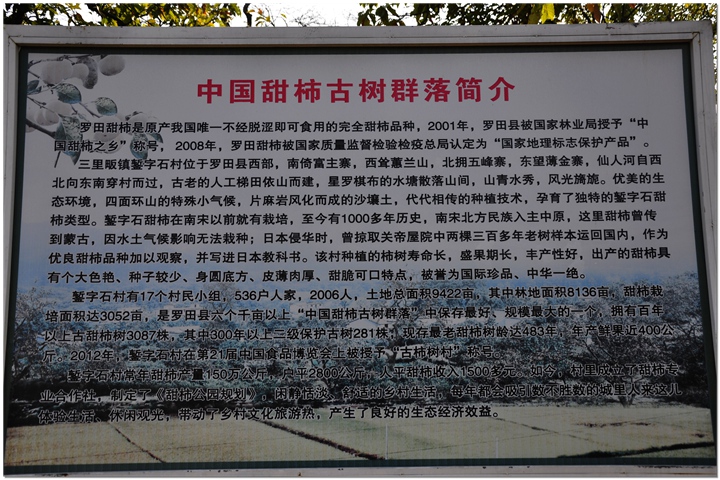 中国甜柿古树群落简介
罗田甜柿是原产我国唯一不经脱涩即可食用的完全甜柿品种，2001年，罗田县被国家林业局授予“中
国甜柿之乡”称号，2008年，罗田甜柿被国家质量监督检验检疫总局认定为“国家地理标志保护产品”。
三里畈镇錾字石村位于罗田县西部，南倚富主寨，西耸蕙兰山，北拥五峰寨，东望薄金寨，仙人河自西
北向东南穿村而过，古老的人工梯田依山而建，星罗棋布的水塘散落山间，山青水秀，风光旖旎。优美的生
态环境，四面环山的特殊小气候，片麻岩风化而成的沙壤土，代代相传的种植技术，孕育了独特的錾字石甜
柿类型。錾字石甜柿在南宋以前就有栽培，至今有1000多年历史，南宋北方民族入主中原，这里甜柿曾传
到蒙古，因水土气候影响无法栽种；日本侵华时，曾掠取关帝屋院中两棵三百多年老树样本运回国内，作为
优良甜柿品种加以观察，并写进日本教科书。该村种植的柿树寿命长，盛果期长，丰产性好，出产的甜柿具
有个大色艳、种子较少、身圆底方、皮薄肉厚、甜脆可口特点，被誉为国际珍品、中华一绝。
錾字石村有17个村民小组，536户人家，2006人，土地总面积9422亩，其中林地面积8136亩，甜柿栽
培面积达3052亩，是罗田县六个千亩以上“中国甜柿古树群落”中保存最好、规模最大的一个，拥有百年
以上古甜柿树3087株，其中300年以上二级保护古树281株，现存最老甜柿树龄达483年，年产鲜果近400公
斤。2012年，錾字石村在第21届中国食品博览会上被授予“古柿树村”称号。
錾字石村常年甜柿产量150万公斤，户平2800公斤，人平甜柿收入1500多元。如今，村里成立了甜柿专
业合作社，制定了《甜柿公园规划》，闲静恬淡、舒适的乡村生活，每年都会吸引数不胜数的城里人来这儿
体验生活、休闲观光，带动了乡村文化旅游热，产生了良好的生态经济效益。